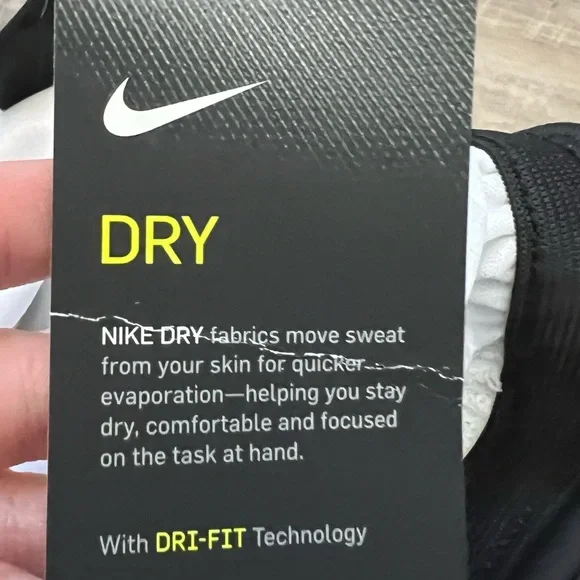 DRY
NIKE DRY fabrics move sweat
from your skin for quicker
evaporation—helping you stay
dry, comfortable and focused
on the task at hand.
With DRI-FIT Technology